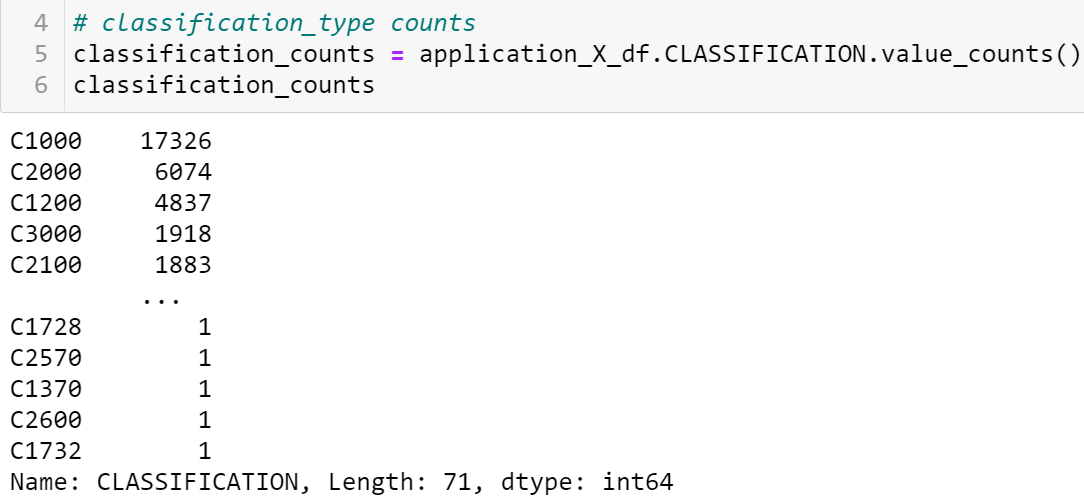 4 # classification_type counts
5 classification_counts = application_X_df.CLASSIFICATION.value_counts()
6 classification_counts
C1000    17326
C2000     6074
C1200     4837
C3000     1918
C2100     1883
         ...
C1728        1
C2570        1
C1370        1
C2600        1
C1732        1
Name: CLASSIFICATION, Length: 71, dtype: int64